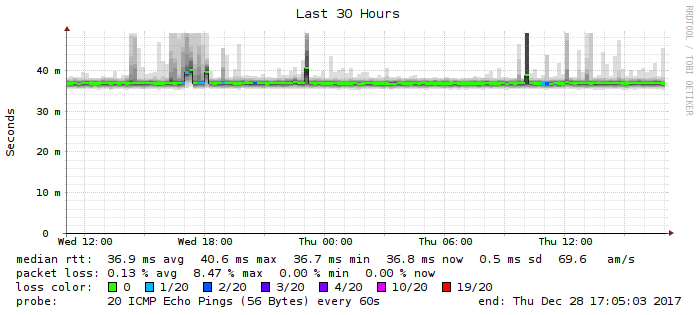 Last 30 Hours
RRDTOOL / TOBI OETIKER
Seconds
40 m
30 m
20 m
10 m
0
Wed 12:00 Wed 18:00 Thu 00:00 Thu 06:00 Thu 12:00
median rtt: 36.9 ms avg 40.6 ms max 36.7 ms min 36.8 ms now 0.5 ms sd 69.6 am/s
packet loss: 0.13 % avg 8.47 % max 0.00 % min 0.00 % now
loss color: 0 1/20 2/20 3/20 4/20 10/20 19/20
probe: 20 ICMP Echo Pings (56 Bytes) every 60s end: Thu Dec 28 17:05:03 2017